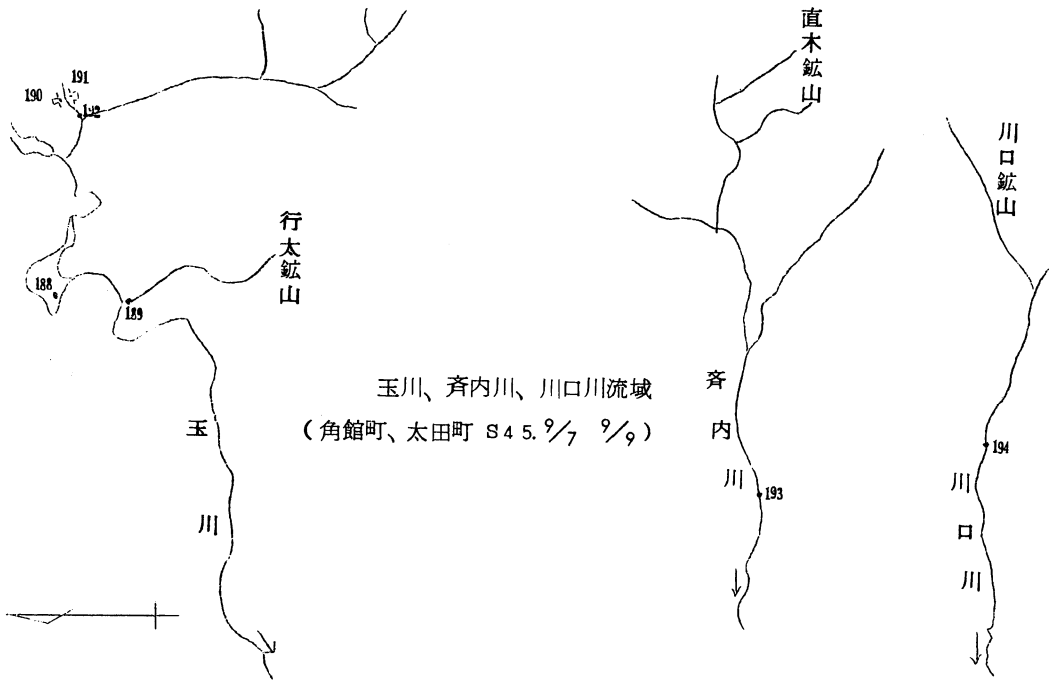 直木鉱山
川口鉱山
191
190
192
行太鉱山
188
189
玉川、斉内川、川口川流域
(角館町、太田町 S45.9/7 9/9)
玉川
斉内川
193
194
川口川